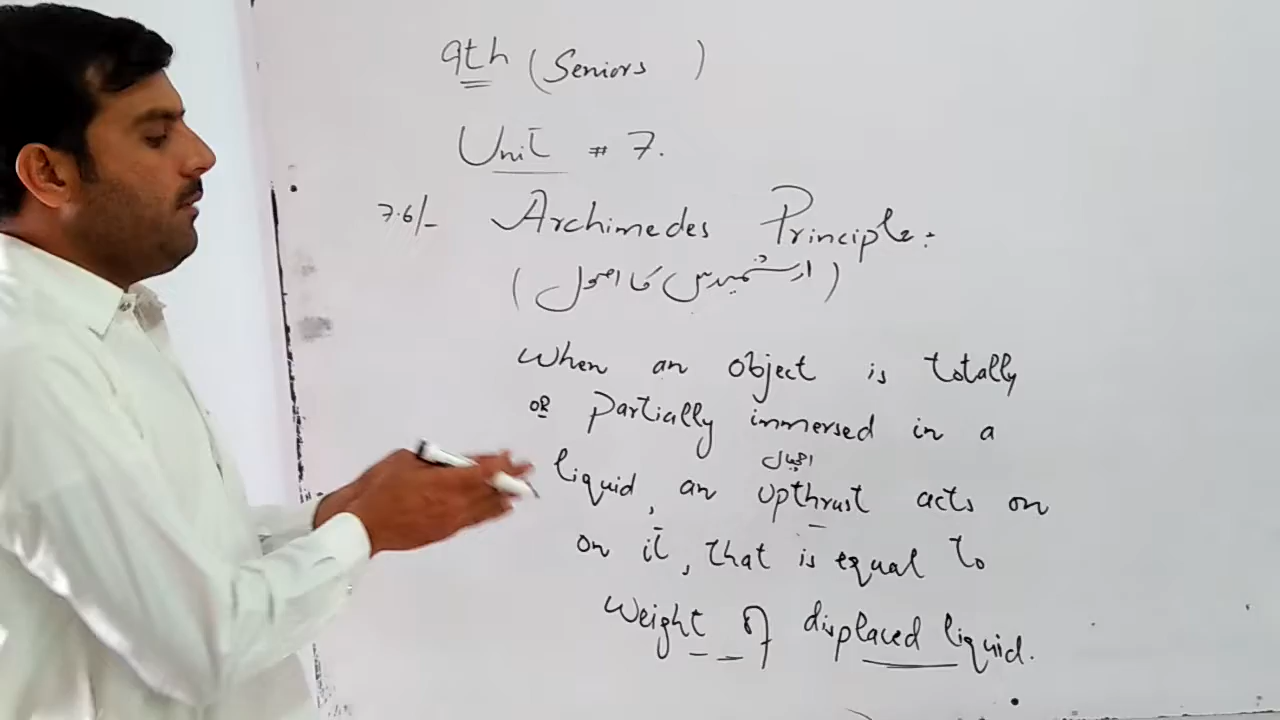 9th (Seniors )
Unit # 7.
7.6/- Archimedes Principle:
(ارشمیدس کا اصول)
When an object is totally
OR Partially immersed in a
اچھال
liquid, an upthrust acts on
on it, that is equal to
Weight of displaced liquid.